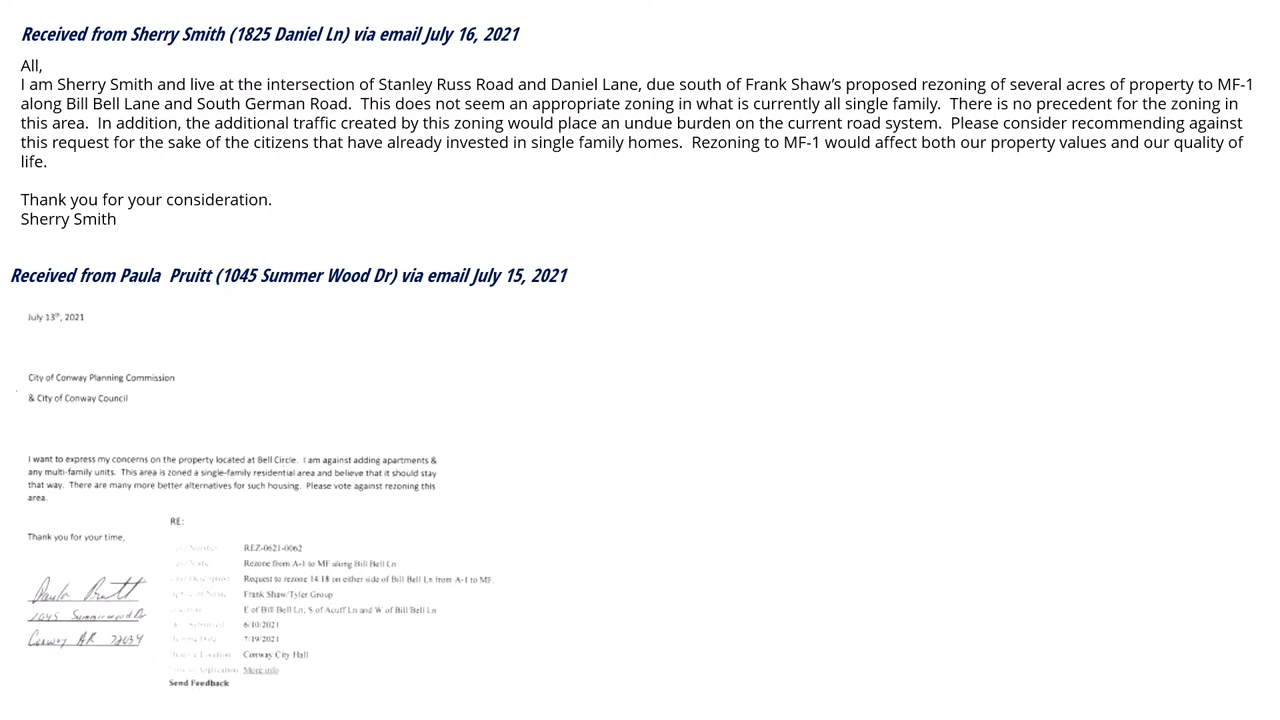 Received from Sherry Smith (1825 Daniel Ln) via email July 16, 2021
All,
I am Sherry Smith and live at the intersection of Stanley Russ Road and Daniel Lane, due south of Frank Shaw’s proposed rezoning of several acres of property to MF-1
along Bill Bell Lane and South German Road.  This does not seem an appropriate zoning in what is currently all single family.  There is no precedent for the zoning in
this area.  In addition, the additional traffic created by this zoning would place an undue burden on the current road system.  Please consider recommending against
this request for the sake of the citizens that have already invested in single family homes.  Rezoning to MF-1 would affect both our property values and our quality of
life.
Thank you for your consideration.
Sherry Smith
Received from Paula  Pruitt (1045 Summer Wood Dr) via email July 15, 2021
July 13th, 2021
City of Conway Planning Commission
& City of Conway Council
I want to express my concerns on the property located at Bell Circle.  I am against adding apartments &
any multi-family units.  This area is zoned a single-family residential area and believe that it should stay
that way.  There are many more better alternatives for such housing.  Please vote against rezoning this
area.
RE:
Thank you for your time,
REZ-0621-0062
Rezone from A-1 to MF along Bill Bell Ln
Request to rezone 14.18 on either side of Bill Bell Ln from A-1 to MF.
Frank Shaw/Tyler Group
E of Bill Bell Ln; S of Acuff Ln and W of Bill Bell Ln
6/10/2021
7/19/2021
Conway City Hall
More info
Send Feedback
Paula Pruitt
1045 Summerwood Dr
Conway AR 72034